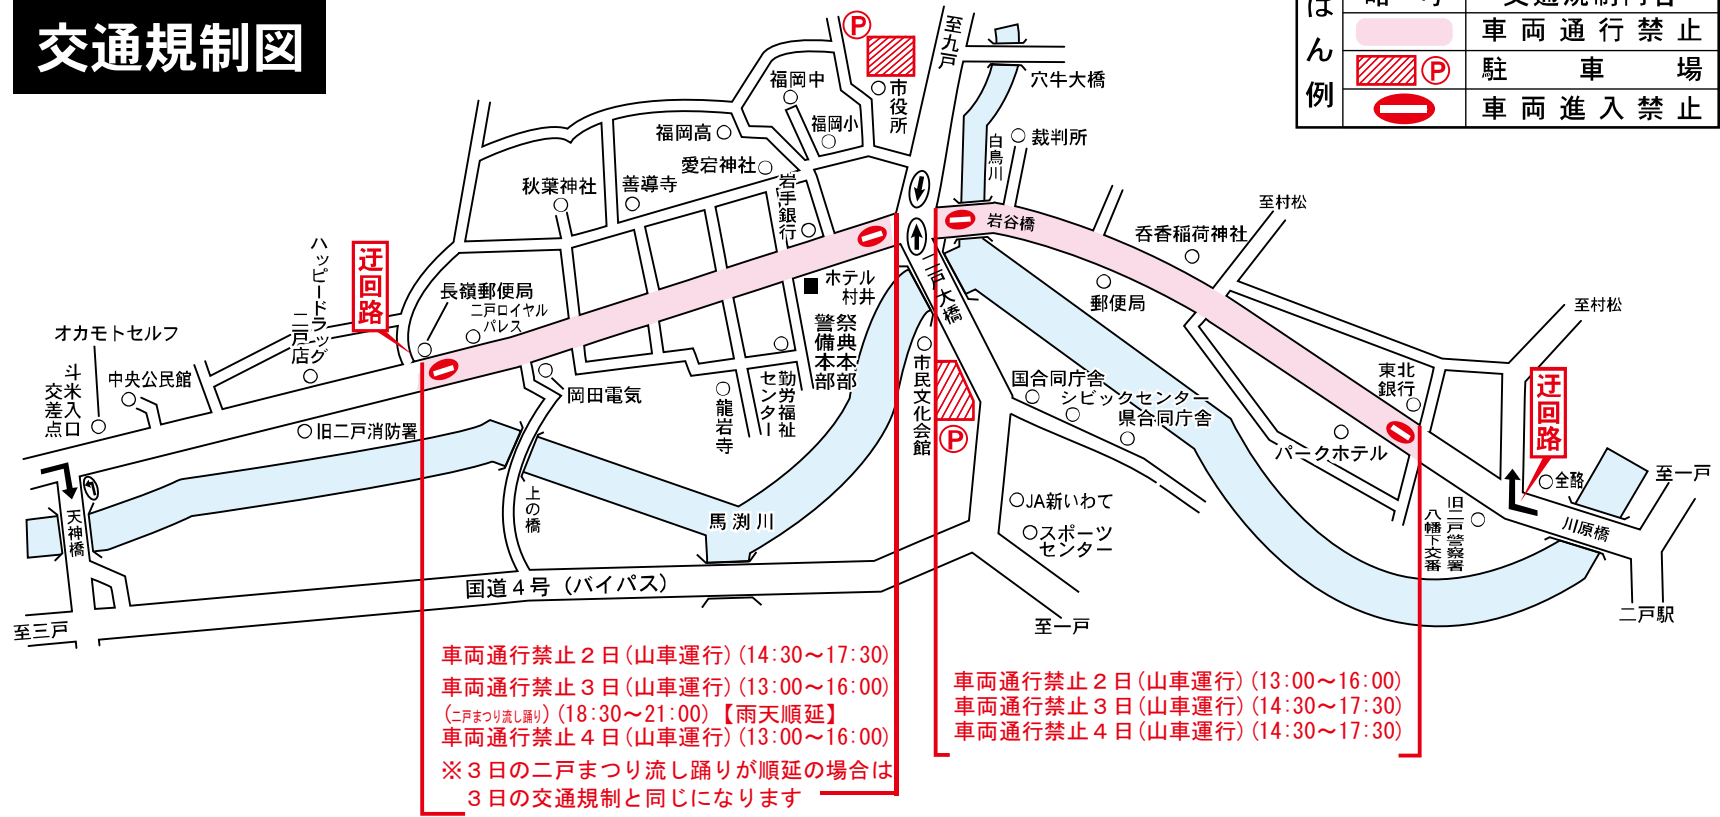 交通規制図
はん例
車両通行禁止
駐車場
車両進入禁止
P
P
至九戸
市役所
福岡中
福岡小
福岡高
愛宕神社
秋葉神社
善導寺
岩手銀行
穴牛大橋
白鳥川
裁判所
岩谷橋
至村松
呑香稲荷神社
郵便局
至村松
ハッピードラッグ
二戸店
迂回路
長嶺郵便局
二戸ロイヤル
パレス
オカモトセルフ
斗米入口
交差点
中央公民館
旧二戸消防署
岡田電気
ホテル
村井
祭典本部
警備本部
勤労福祉
センター
龍岩寺
二戸大橋
市民文化会館
P
国合同庁舎
シビックセンター
県合同庁舎
東北
銀行
パークホテル
迂回路
全酪
至一戸
川原橋
旧二戸警察署
八幡下交番
二戸駅
JA新いわて
スポーツ
センター
至一戸
馬渕川
上の橋
天神橋
国道4号(バイパス)
至三戸
車両通行禁止2日(山車運行)(14:30～17:30)
車両通行禁止3日(山車運行)(13:00～16:00)
(二戸まつり流し踊り)(18:30～21:00)【雨天順延】
車両通行禁止4日(山車運行)(13:00～16:00)
※3日の二戸まつり流し踊りが順延の場合は
3日の交通規制と同じになります
車両通行禁止2日(山車運行)(13:00～16:00)
車両通行禁止3日(山車運行)(14:30～17:30)
車両通行禁止4日(山車運行)(14:30～17:30)